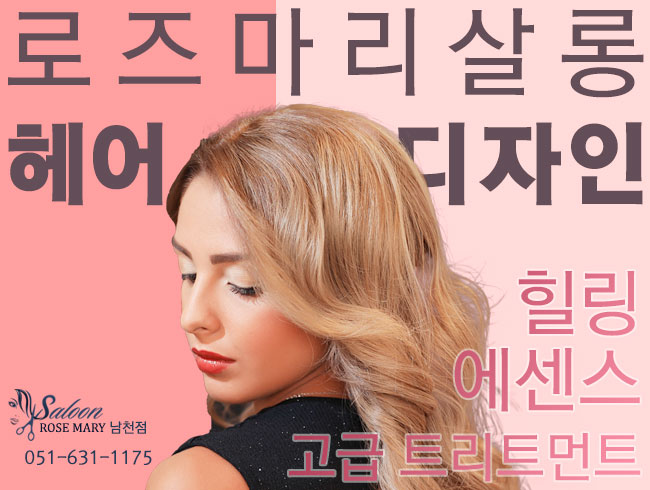 로즈마리살롱
헤어 디자인
힐링
에센스
고급 트리트먼트
Saloon
ROSE MARY 남천점
051-631-1175